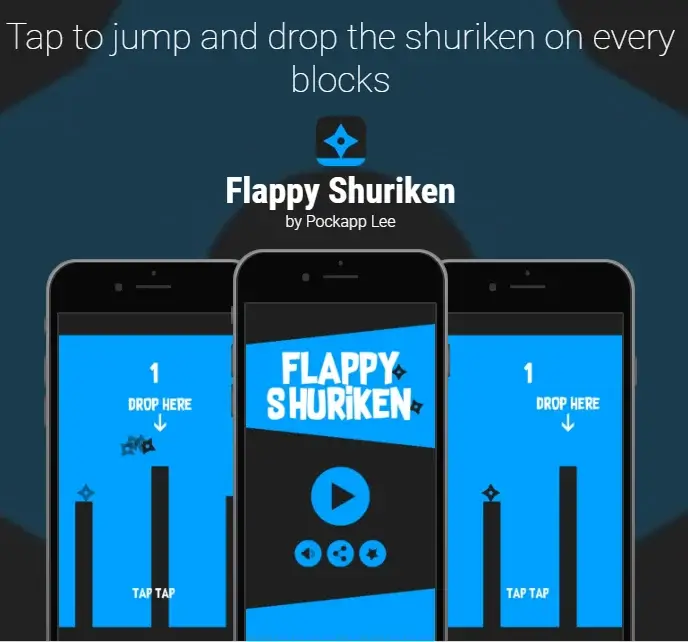 Tap to jump and drop the shuriken on every
blocks
Flappy Shuriken
by Pockapp Lee
1
DROP HERE
TAP TAP
FLAPPY
SHURiKEN
1
DROP HERE
TAP TAP